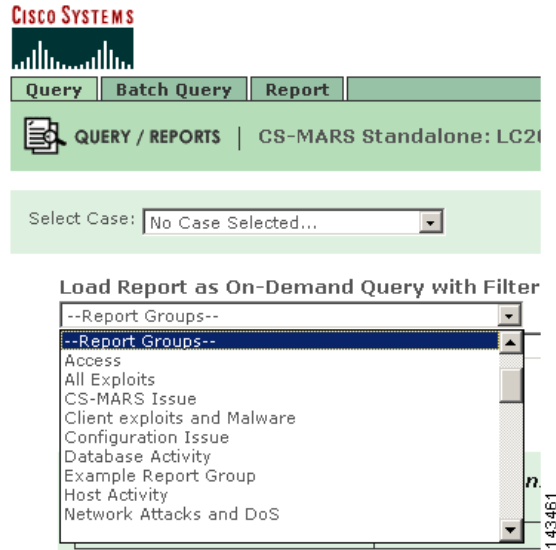 CISCO SYSTEMS
Query Batch Query Report
QUERY / REPORTS | CS-MARS Standalone: LC20
Select Case: No Case Selected...
Load Report as On-Demand Query with Filter
--Report Groups--
--Report Groups--
Access
All Exploits
CS-MARS Issue
Client exploits and Malware
Configuration Issue
Database Activity
Example Report Group
Host Activity
Network Attacks and DoS
n.
143461